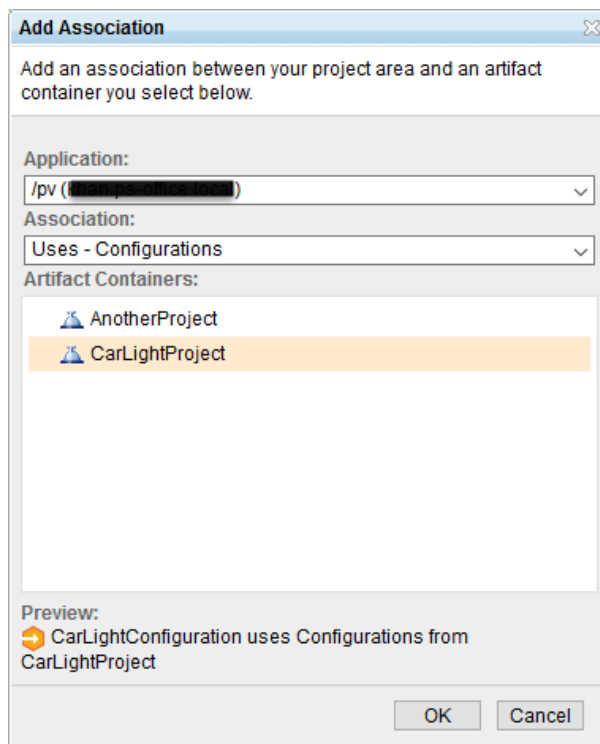 Add Association
Add an association between your project area and an artifact
container you select below.
Application:
/pv ( )
Association:
Uses - Configurations
Artifact Containers:
AnotherProject
CarLightProject
Preview:
CarLightConfiguration uses Configurations from
CarLightProject
OK
Cancel